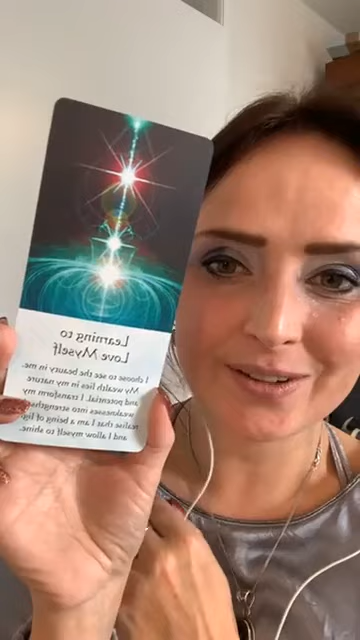 Learning to
Love Myself
I choose to see the beauty in me.
My wealth lies in my nature
and potential. I transform my
weaknesses into strengths
realise that I am a being of light
and I allow myself to shine.